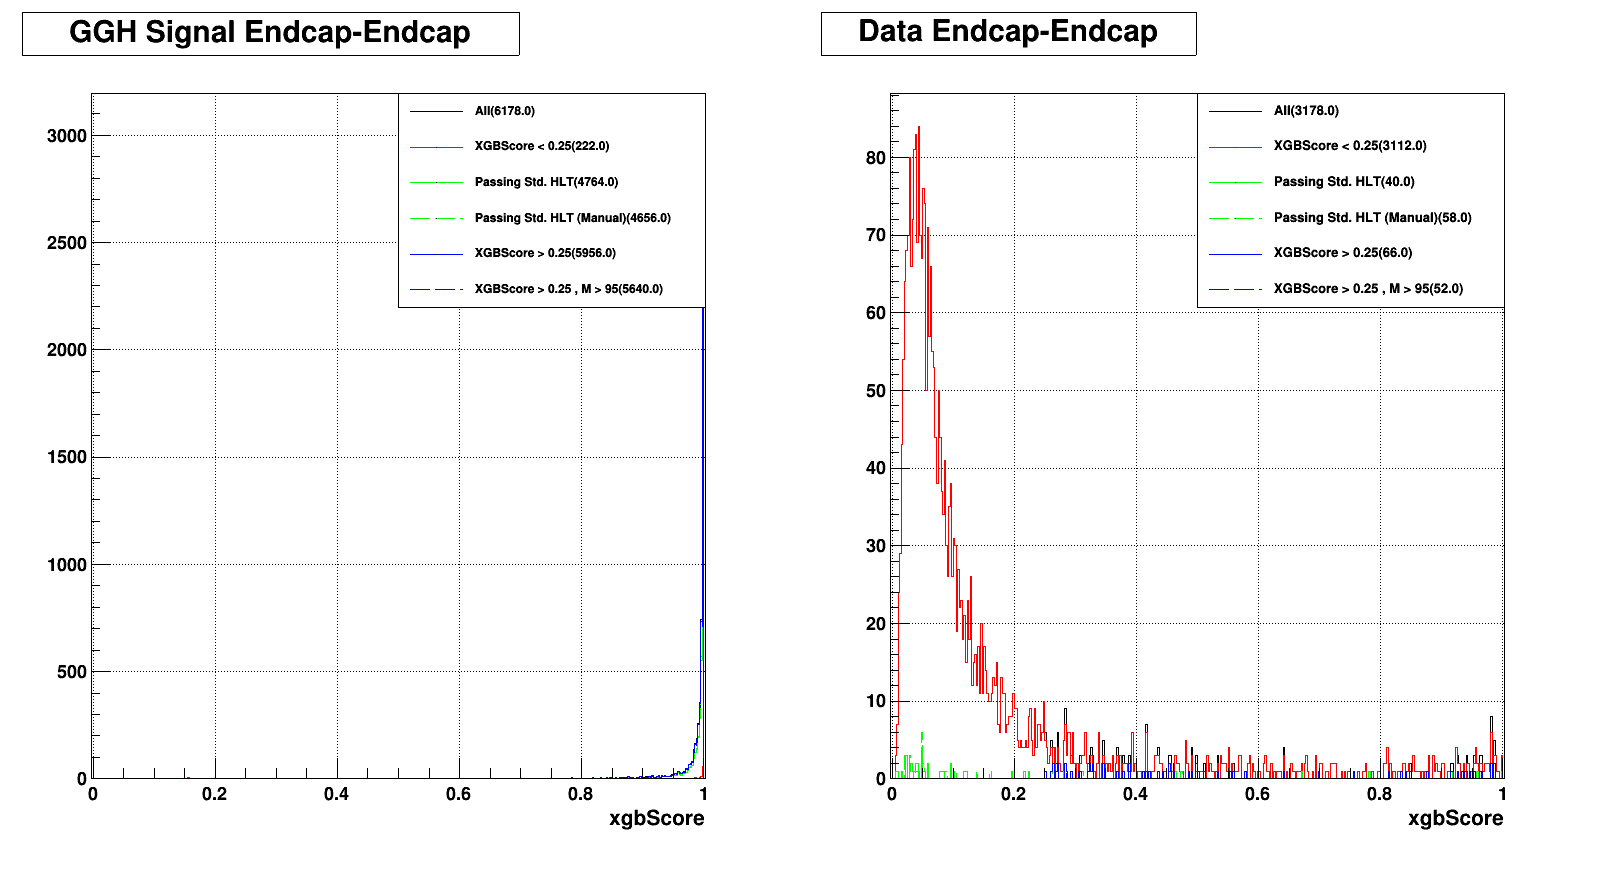 GGH Signal Endcap-Endcap
All(6178.0)
XGBScore < 0.25(222.0)
Passing Std. HLT(4764.0)
Passing Std. HLT (Manual)(4656.0)
XGBScore > 0.25(5956.0)
XGBScore > 0.25 , M > 95(5640.0)
3000
2500
2000
1500
1000
500
0
0 0.2 0.4 0.6 0.8 1
xgbScore
Data Endcap-Endcap
All(3178.0)
XGBScore < 0.25(3112.0)
Passing Std. HLT(40.0)
Passing Std. HLT (Manual)(58.0)
XGBScore > 0.25(66.0)
XGBScore > 0.25 , M > 95(52.0)
80
70
60
50
40
30
20
10
0
0 0.2 0.4 0.6 0.8 1
xgbScore